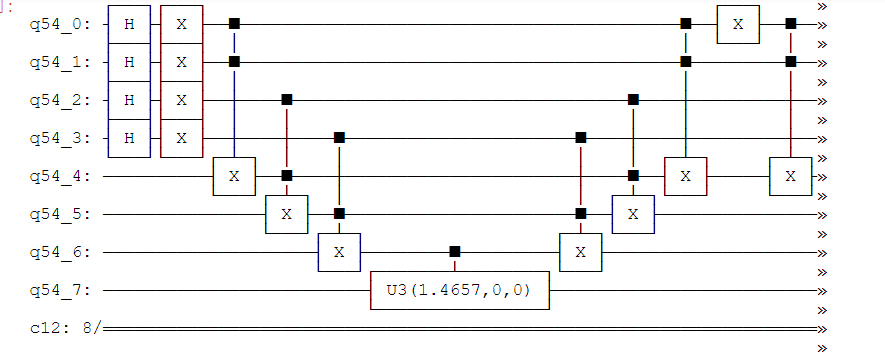 ]:
»
q54_0: H X X
»
q54_1: H X
»
q54_2: H X
»
q54_3: H X
»
q54_4: X X X »
»
q54_5: X X »
»
q54_6: X X »
»
q54_7: U3(1.4657,0,0) »
»
c12: 8/ »
»